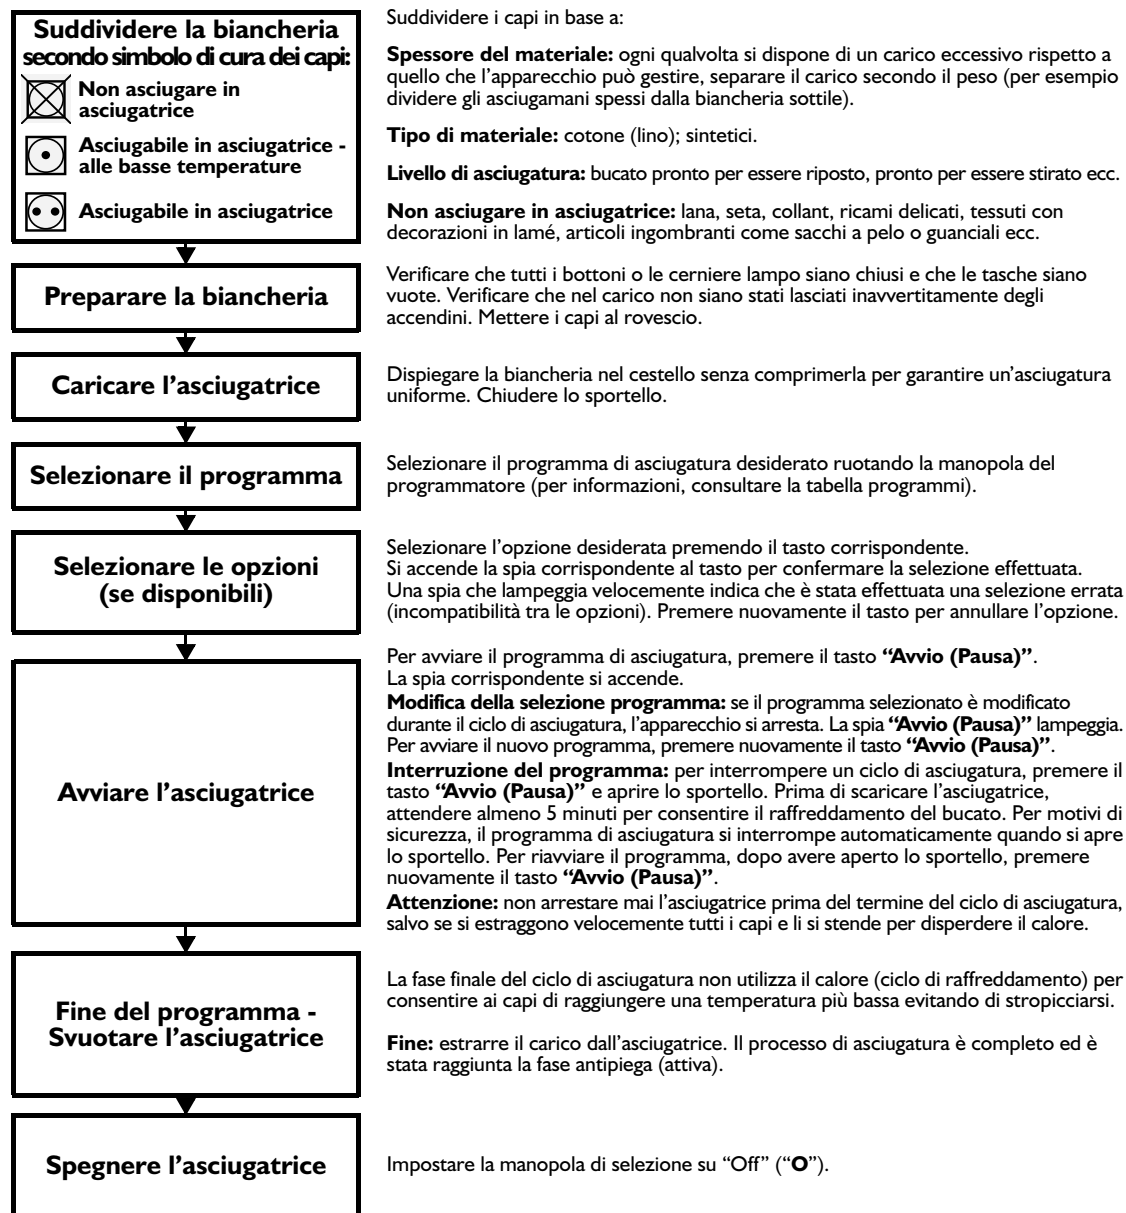 Suddividere la biancheria
secondo simbolo di cura dei capi:
Non asciugare in
asciugatrice
Asciugabile in asciugatrice -
alle basse temperature
Asciugabile in asciugatrice
Suddividere i capi in base a:
Spessore del materiale: ogni qualvolta si dispone di un carico eccessivo rispetto a
quello che l’apparecchio può gestire, separare il carico secondo il peso (per esempio
dividere gli asciugamani spessi dalla biancheria sottile).
Tipo di materiale: cotone (lino); sintetici.
Livello di asciugatura: bucato pronto per essere riposto, pronto per essere stirato ecc.
Non asciugare in asciugatrice: lana, seta, collant, ricami delicati, tessuti con
decorazioni in lamé, articoli ingombranti come sacchi a pelo o guanciali ecc.
Preparare la biancheria
Verificare che tutti i bottoni o le cerniere lampo siano chiusi e che le tasche siano
vuote. Verificare che nel carico non siano stati lasciati inavvertitamente degli
accendini. Mettere i capi al rovescio.
Caricare l’asciugatrice
Dispiegare la biancheria nel cestello senza comprimerla per garantire un’asciugatura
uniforme. Chiudere lo sportello.
Selezionare il programma
Selezionare il programma di asciugatura desiderato ruotando la manopola del
programmatore (per informazioni, consultare la tabella programmi).
Selezionare le opzioni
(se disponibili)
Selezionare l’opzione desiderata premendo il tasto corrispondente.
Si accende la spia corrispondente al tasto per confermare la selezione effettuata.
Una spia che lampeggia velocemente indica che è stata effettuata una selezione errata
(incompatibilità tra le opzioni). Premere nuovamente il tasto per annullare l’opzione.
Avviare l’asciugatrice
Per avviare il programma di asciugatura, premere il tasto “Avvio (Pausa)”.
La spia corrispondente si accende.
Modifica della selezione programma: se il programma selezionato è modificato
durante il ciclo di asciugatura, l’apparecchio si arresta. La spia “Avvio (Pausa)” lampeggia.
Per avviare il nuovo programma, premere nuovamente il tasto “Avvio (Pausa)”.
Interruzione del programma: per interrompere un ciclo di asciugatura, premere il
tasto “Avvio (Pausa)” e aprire lo sportello. Prima di scaricare l’asciugatrice,
attendere almeno 5 minuti per consentire il raffreddamento del bucato. Per motivi di
sicurezza, il programma di asciugatura si interrompe automaticamente quando si apre
lo sportello. Per riavviare il programma, dopo avere aperto lo sportello, premere
nuovamente il tasto “Avvio (Pausa)”.
Attenzione: non arrestare mai l’asciugatrice prima del termine del ciclo di asciugatura,
salvo se si estraggono velocemente tutti i capi e li si stende per disperdere il calore.
Fine del programma -
Svuotare l’asciugatrice
La fase finale del ciclo di asciugatura non utilizza il calore (ciclo di raffreddamento) per
consentire ai capi di raggiungere una temperatura più bassa evitando di stropicciarsi.
Fine: estrarre il carico dall’asciugatrice. Il processo di asciugatura è completo ed è
stata raggiunta la fase antipiega (attiva).
Spegnere l’asciugatrice
Impostare la manopola di selezione su “Off” (“O”).